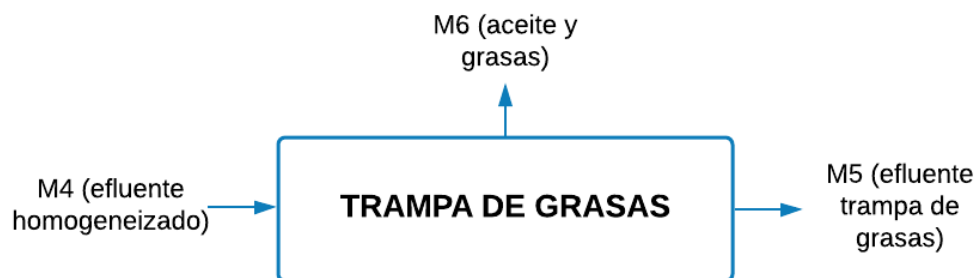 M6 (aceite y
grasas)
M4 (efluente
homogeneizado)
TRAMPA DE GRASAS
M5 (efluente
trampa de
grasas)